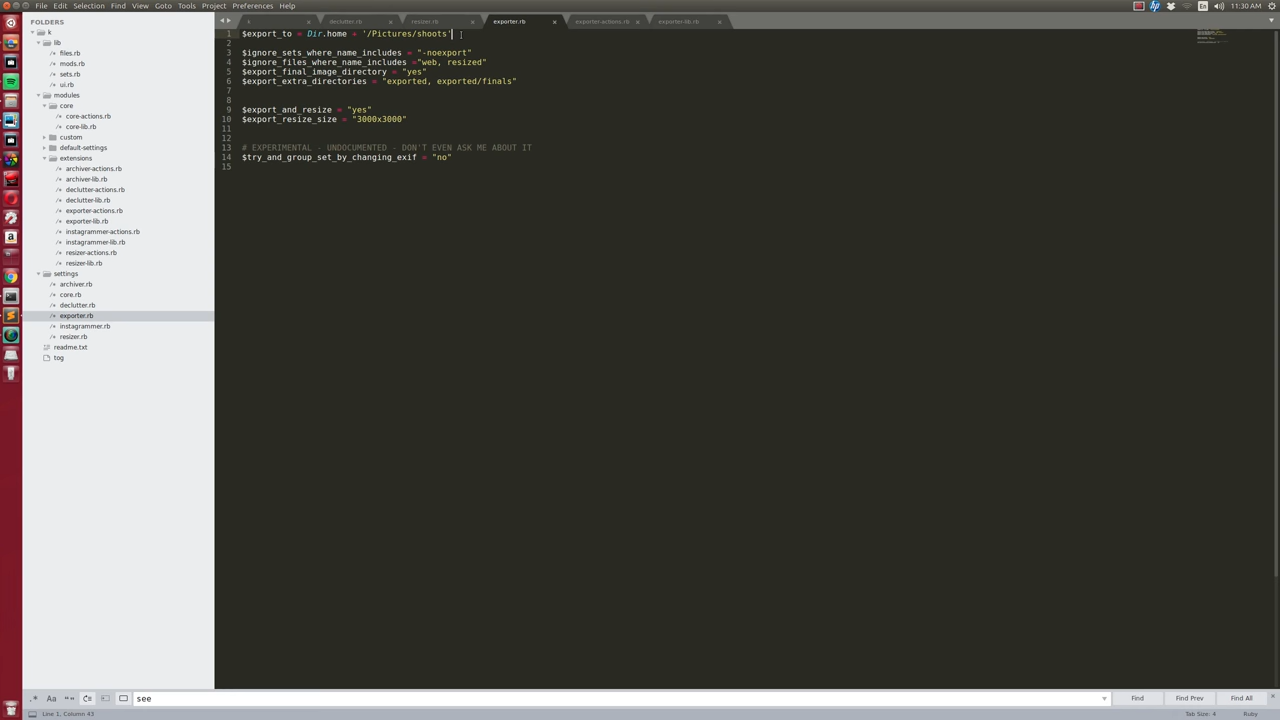 File Edit Selection Find View Goto Tools Project Preferences Help
En 11:30 AM
FOLDERS
k
lib
files.rb
mods.rb
sets.rb
ui.rb
modules
core
core-actions.rb
core-lib.rb
custom
default-settings
extensions
archiver-actions.rb
archiver-lib.rb
declutter-actions.rb
declutter-lib.rb
exporter-actions.rb
exporter-lib.rb
instagrammer-actions.rb
instagrammer-lib.rb
resizer-actions.rb
resizer-lib.rb
settings
archiver.rb
core.rb
declutter.rb
exporter.rb
instagrammer.rb
resizer.rb
readme.txt
tog
k declutter.rb resizer.rb exporter.rb exporter-actions.rb exporter-lib.rb
1 $export_to = Dir.home + '/Pictures/shoots'
2
3 $ignore_sets_where_name_includes = "-noexport"
4 $ignore_files_where_name_includes ="web, resized"
5 $export_final_image_directory = "yes"
6 $export_extra_directories = "exported, exported/finals"
7
8
9 $export_and_resize = "yes"
10 $export_resize_size = "3000x3000"
11
12
13 # EXPERIMENTAL - UNDOCUMENTED - DON'T EVEN ASK ME ABOUT IT
14 $try_and_group_set_by_changing_exif = "no"
15
.* Aa “” see Find Find Prev Find All
Line 1, Column 43 Tab Size: 4 Ruby